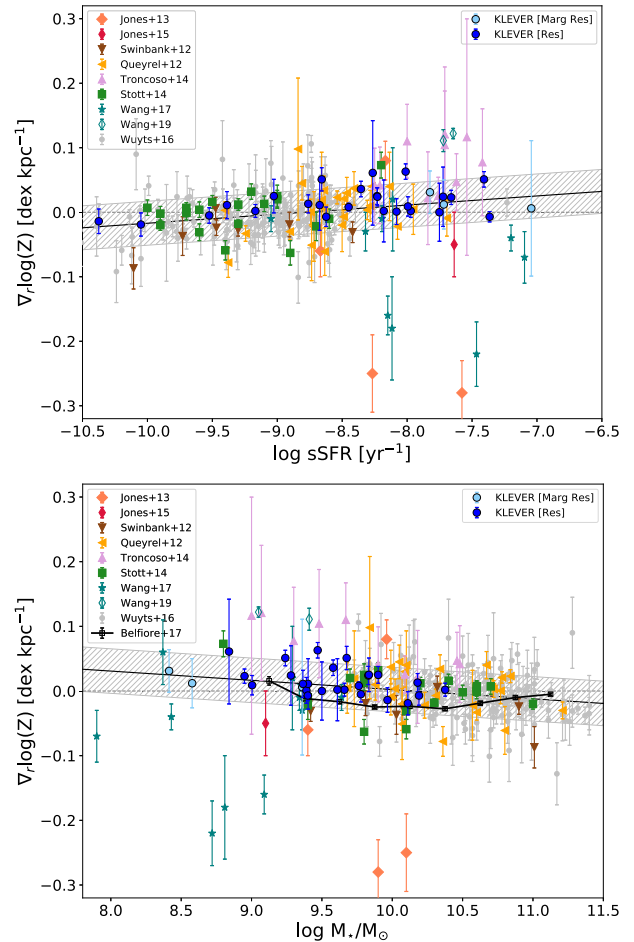 0.3
0.2
0.1
0.0
−0.1
−0.2
−0.3
∇ᵣlog(Z) [dex kpc⁻¹]
Jones+13
Jones+15
Swinbank+12
Queyrel+12
Troncoso+14
Stott+14
Wang+17
Wang+19
Wuyts+16
KLEVER [Marg Res]
KLEVER [Res]
−10.5 −10.0 −9.5 −9.0 −8.5 −8.0 −7.5 −7.0 −6.5
log sSFR [yr⁻¹]
0.3
0.2
0.1
0.0
−0.1
−0.2
−0.3
∇ᵣlog(Z) [dex kpc⁻¹]
Jones+13
Jones+15
Swinbank+12
Queyrel+12
Troncoso+14
Stott+14
Wang+17
Wang+19
Wuyts+16
Belfiore+17
KLEVER [Marg Res]
KLEVER [Res]
8.0 8.5 9.0 9.5 10.0 10.5 11.0 11.5
log M⋆/M⊙